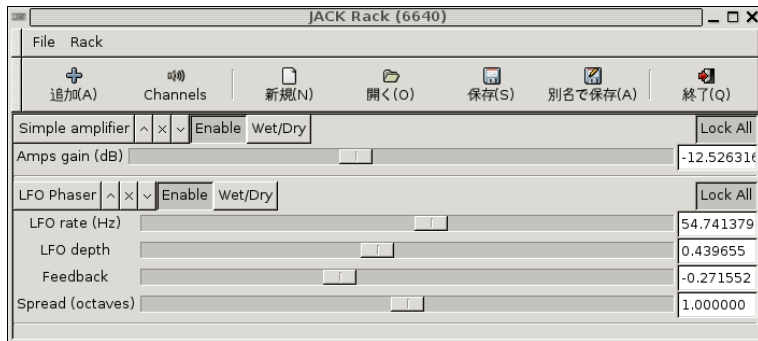 JACK Rack (6640)
File Rack
追加(A) Channels 新規(N) 開く(O) 保存(S) 別名で保存(A) 終了(Q)
Simple amplifier Enable Wet/Dry Lock All
Amps gain (dB) -12.526316
LFO Phaser Enable Wet/Dry Lock All
LFO rate (Hz) 54.741379
LFO depth 0.439655
Feedback -0.271552
Spread (octaves) 1.000000